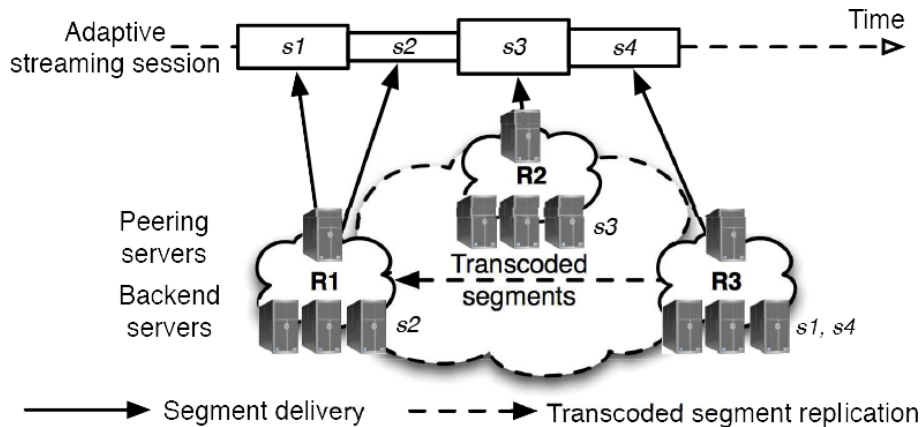 Adaptive
streaming session
s1
s2
s3
s4
Time
R2
s3
Peering
servers
R1
Transcoded
segments
R3
Backend
servers
s2
s1, s4
Segment delivery
Transcoded segment replication